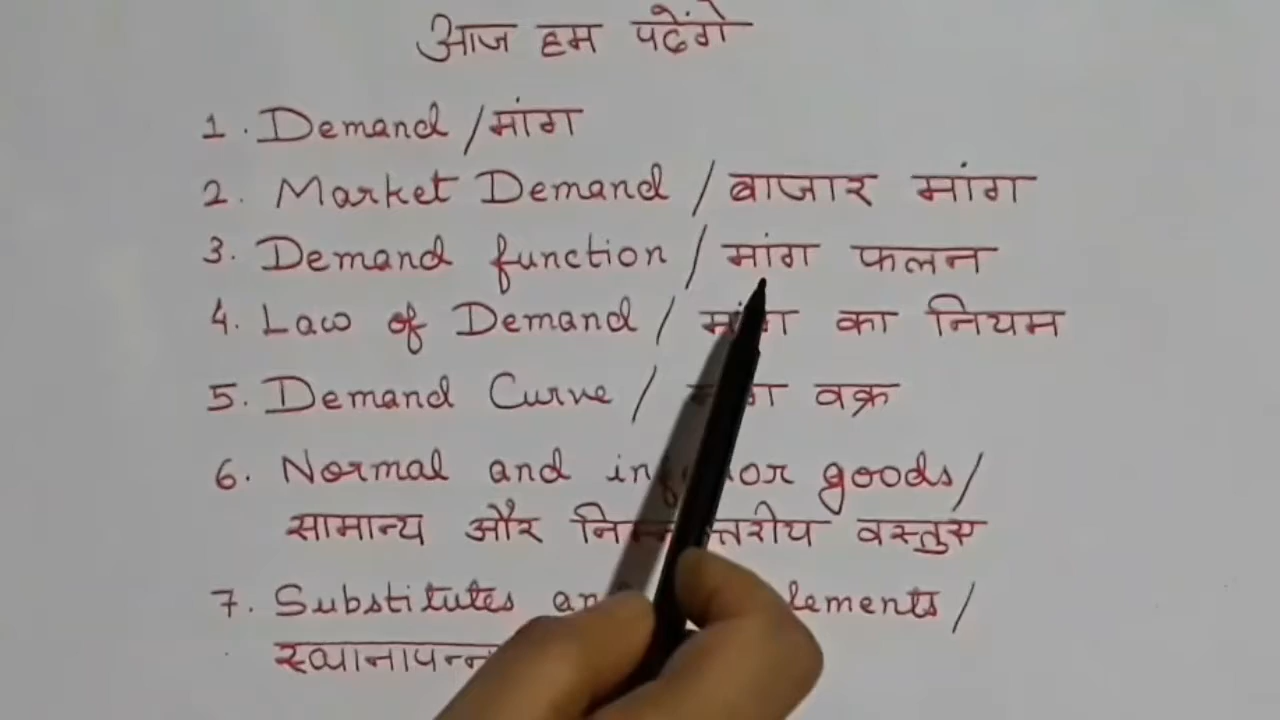 आज हम पढेंगे
1. Demand / मांग
2. Market Demand / बाजार मांग
3. Demand function / मांग फलन
4. Law of Demand / मांग का नियम
5. Demand Curve / वक्र
6. Normal and goods /
सामान्य और वस्तुए
7. Substitutes /
स्थानापन्न